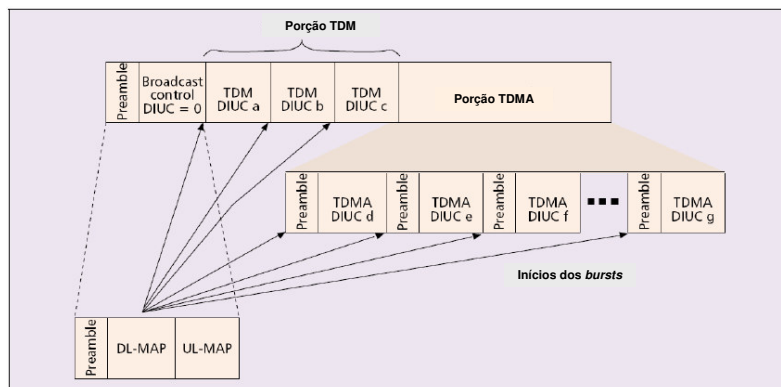 Porção TDM
Preamble
Broadcast
control
DIUC = 0
TDM
DIUC a
TDM
DIUC b
TDM
DIUC c
Porção TDMA
Preamble
TDMA
DIUC d
Preamble
TDMA
DIUC e
Preamble
TDMA
DIUC f
Preamble
TDMA
DIUC g
Inícios dos bursts
Preamble
DL-MAP
UL-MAP